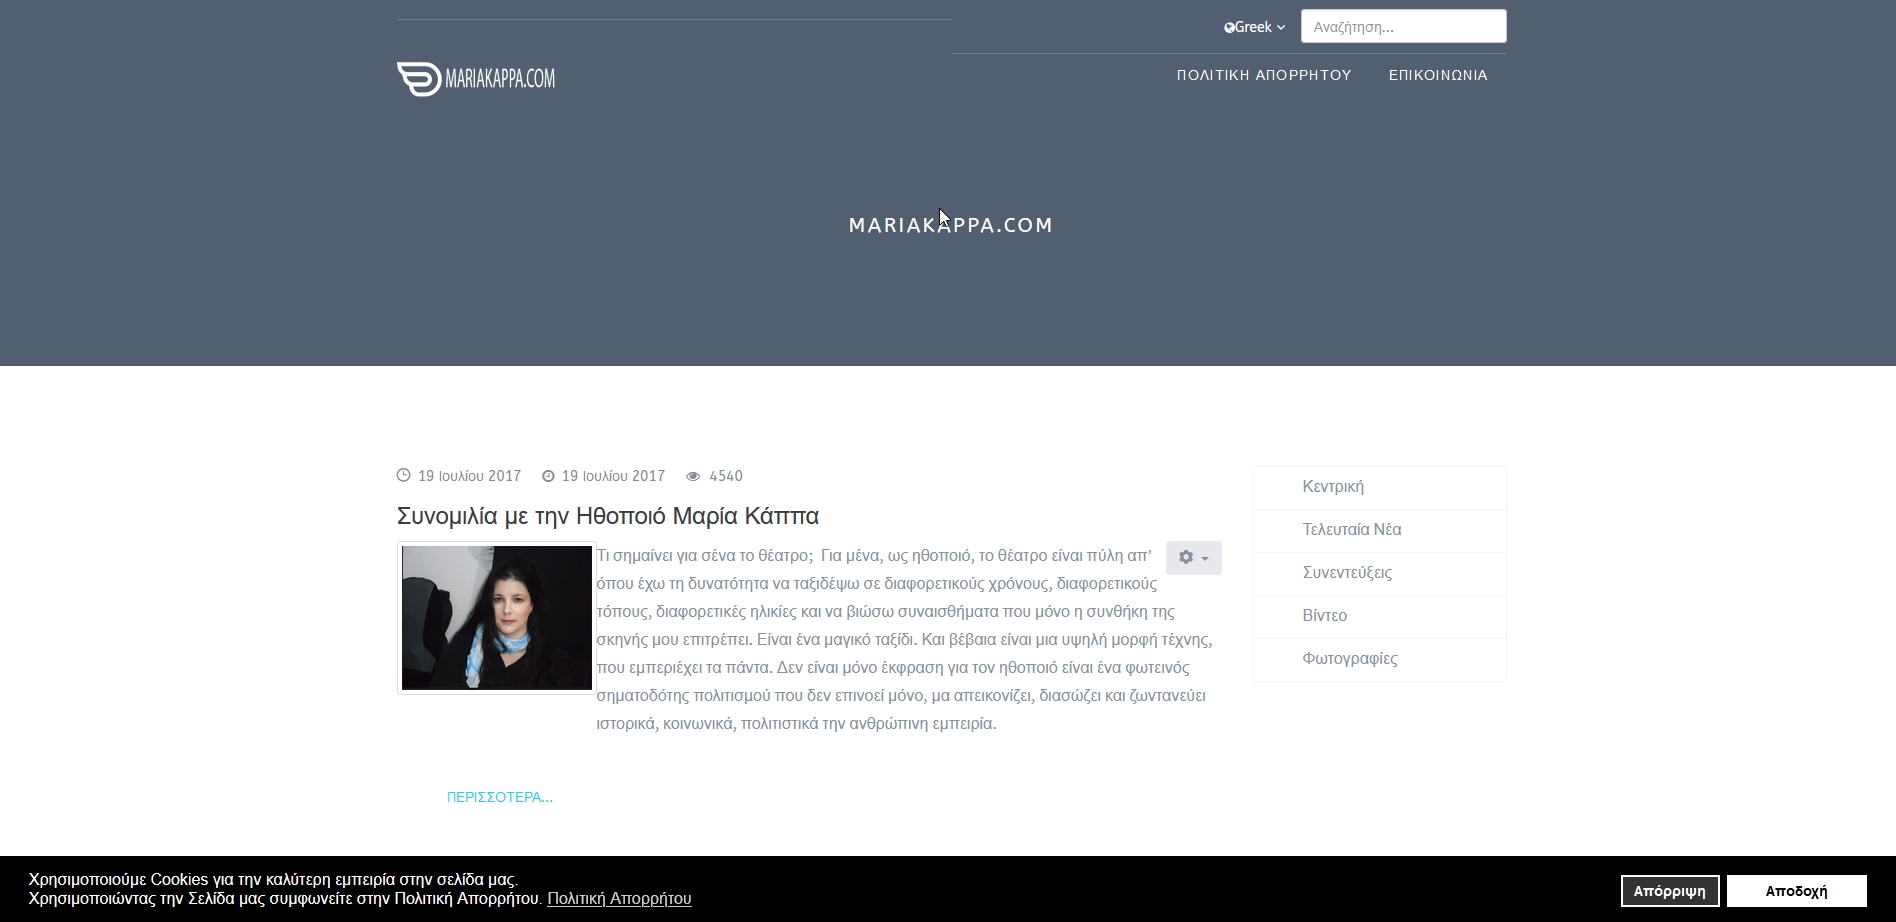 Greek
Αναζήτηση...
MARIAKAPPA.COM
ΠΟΛΙΤΙΚΗ ΑΠΟΡΡΗΤΟΥ ΕΠΙΚΟΙΝΩΝΙΑ
MARIAKAPPA.COM
19 Ιουλίου 2017 19 Ιουλίου 2017 4540
Συνομιλία με την Ηθοποιό Μαρία Κάππα
Τι σημαίνει για σένα το θέατρο; Για μένα, ως ηθοποιό, το θέατρο είναι πύλη απ’
όπου έχω τη δυνατότητα να ταξιδέψω σε διαφορετικούς χρόνους, διαφορετικούς
τόπους, διαφορετικές ηλικίες και να βιώσω συναισθήματα που μόνο η συνθήκη της
σκηνής μου επιτρέπει. Είναι ένα μαγικό ταξίδι. Και βέβαια είναι μια υψηλή μορφή τέχνης,
που εμπεριέχει τα πάντα. Δεν είναι μόνο έκφραση για τον ηθοποιό είναι ένα φωτεινός
σηματοδότης πολιτισμού που δεν επινοεί μόνο, μα απεικονίζει, διασώζει και ζωντανεύει
ιστορικά, κοινωνικά, πολιτιστικά την ανθρώπινη εμπειρία.
ΠΕΡΙΣΣΟΤΕΡΑ...
Κεντρική
Τελευταία Νέα
Συνεντεύξεις
Βίντεο
Φωτογραφίες
Χρησιμοποιούμε Cookies για την καλύτερη εμπειρία στην σελίδα μας.
Χρησιμοποιώντας την Σελίδα μας συμφωνείτε στην Πολιτική Απορρήτου. Πολιτική Απορρήτου
Απόρριψη Αποδοχή